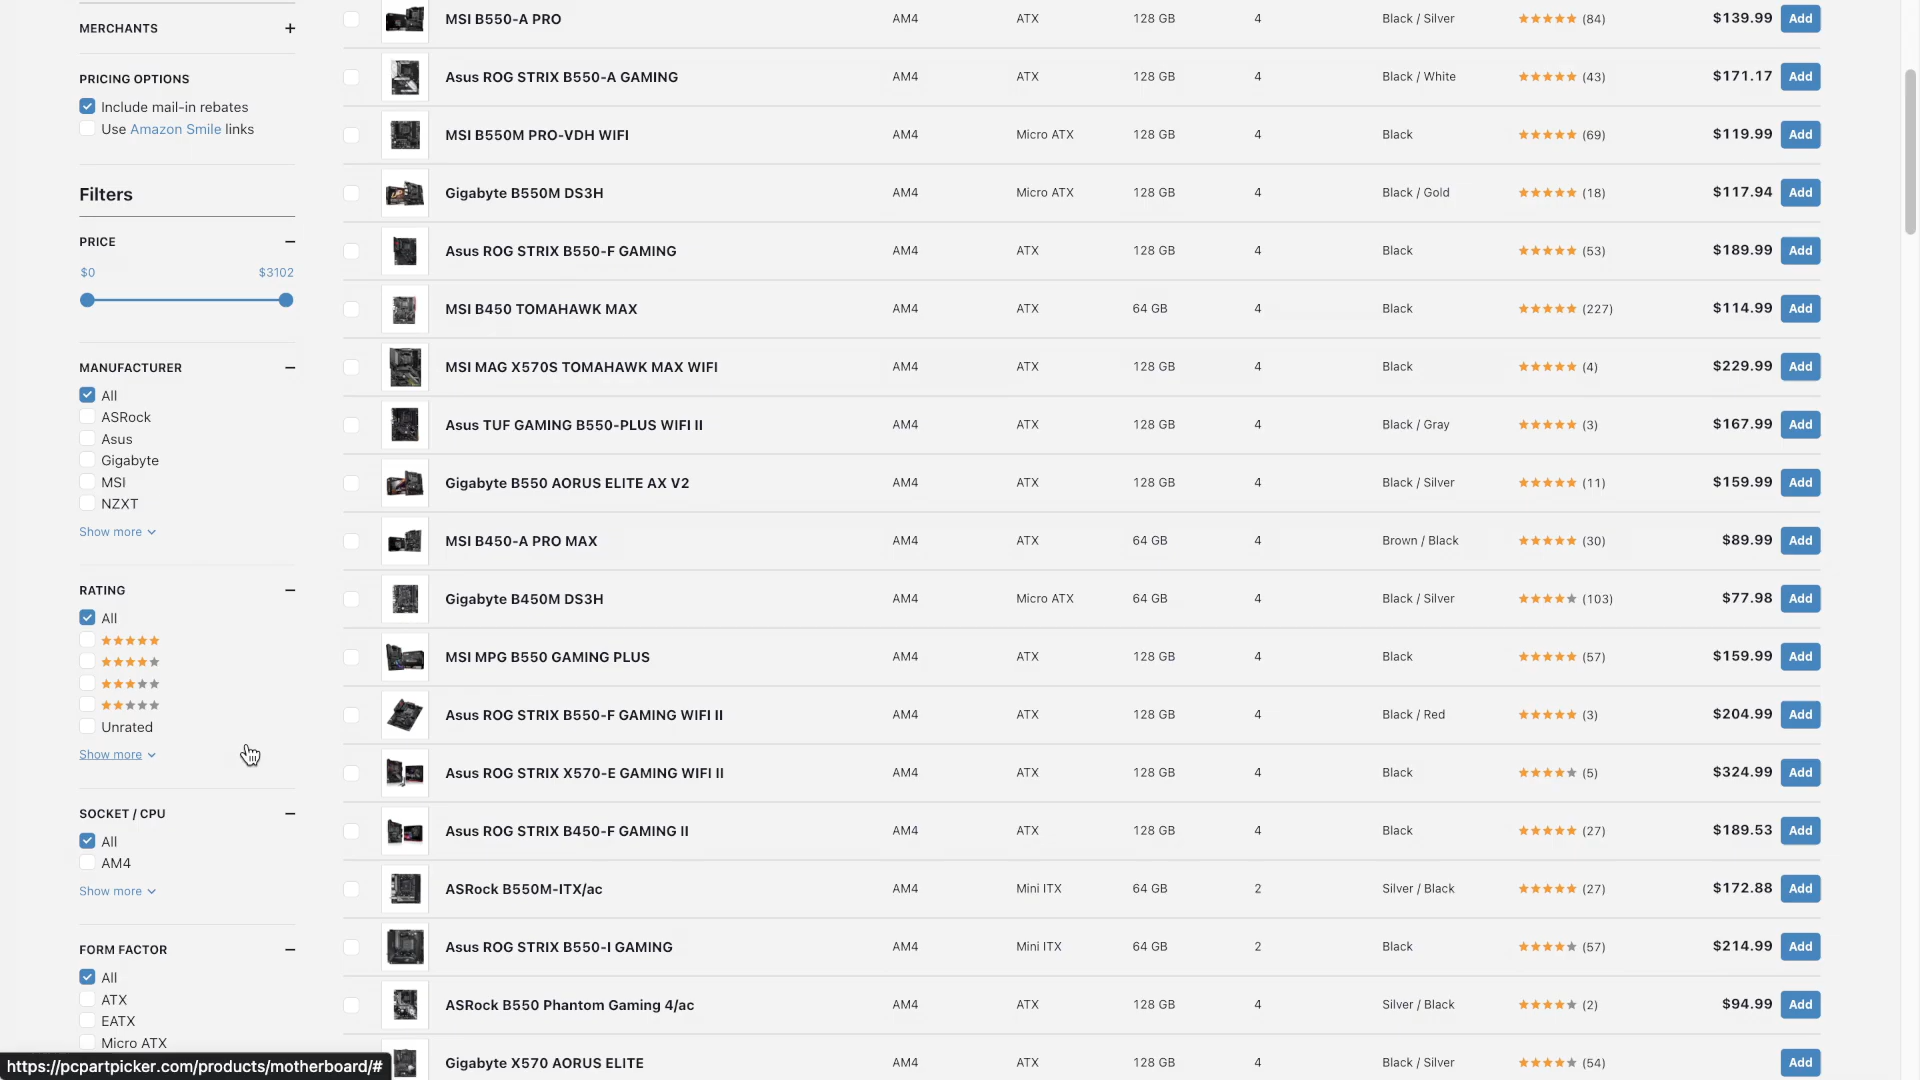 MERCHANTS
PRICING OPTIONS
Include mail-in rebates
Use Amazon Smile links
Filters
PRICE
$0 $3102
MANUFACTURER
All
ASRock
Asus
Gigabyte
MSI
NZXT
Show more
RATING
All
Unrated
Show more
SOCKET / CPU
All
AM4
Show more
FORM FACTOR
All
ATX
EATX
Micro ATX
https://pcpartpicker.com/products/motherboard/#
MSI B550-A PRO AM4 ATX 128 GB 4 Black / Silver (84) $139.99 Add
Asus ROG STRIX B550-A GAMING AM4 ATX 128 GB 4 Black / White (43) $171.17 Add
MSI B550M PRO-VDH WIFI AM4 Micro ATX 128 GB 4 Black (69) $119.99 Add
Gigabyte B550M DS3H AM4 Micro ATX 128 GB 4 Black / Gold (18) $117.94 Add
Asus ROG STRIX B550-F GAMING AM4 ATX 128 GB 4 Black (53) $189.99 Add
MSI B450 TOMAHAWK MAX AM4 ATX 64 GB 4 Black (227) $114.99 Add
MSI MAG X570S TOMAHAWK MAX WIFI AM4 ATX 128 GB 4 Black (4) $229.99 Add
Asus TUF GAMING B550-PLUS WIFI II AM4 ATX 128 GB 4 Black / Gray (3) $167.99 Add
Gigabyte B550 AORUS ELITE AX V2 AM4 ATX 128 GB 4 Black / Silver (11) $159.99 Add
MSI B450-A PRO MAX AM4 ATX 64 GB 4 Brown / Black (30) $89.99 Add
Gigabyte B450M DS3H AM4 Micro ATX 64 GB 4 Black / Silver (103) $77.98 Add
MSI MPG B550 GAMING PLUS AM4 ATX 128 GB 4 Black (57) $159.99 Add
Asus ROG STRIX B550-F GAMING WIFI II AM4 ATX 128 GB 4 Black / Red (3) $204.99 Add
Asus ROG STRIX X570-E GAMING WIFI II AM4 ATX 128 GB 4 Black (5) $324.99 Add
Asus ROG STRIX B450-F GAMING II AM4 ATX 128 GB 4 Black (27) $189.53 Add
ASRock B550M-ITX/ac AM4 Mini ITX 64 GB 2 Silver / Black (27) $172.88 Add
Asus ROG STRIX B550-I GAMING AM4 Mini ITX 64 GB 2 Black (57) $214.99 Add
ASRock B550 Phantom Gaming 4/ac AM4 ATX 128 GB 4 Silver / Black (2) $94.99 Add
Gigabyte X570 AORUS ELITE AM4 ATX 128 GB 4 Black / Silver (54) Add